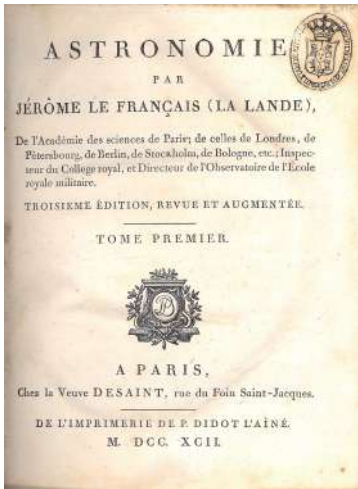 ASTRONOMIE
PAR
JÉRÔME LE FRANÇAIS (LA LANDE),
De l'Académie des sciences de Paris; de celles de Londres, de
Pétersbourg, de Berlin, de Stockholm, de Bologne, etc.; Inspec-
teur du College royal, et Directeur de l'Observatoire de l'École
royale militaire.
TROISIEME ÉDITION, REVUE ET AUGMENTÉE.
TOME PREMIER.
A PARIS,
Chez la Veuve DESAINT, rue du Foin Saint-Jacques.
DE L'IMPRIMERIE DE P. DIDOT L'AÎNÉ.
M. DCC. XCII.